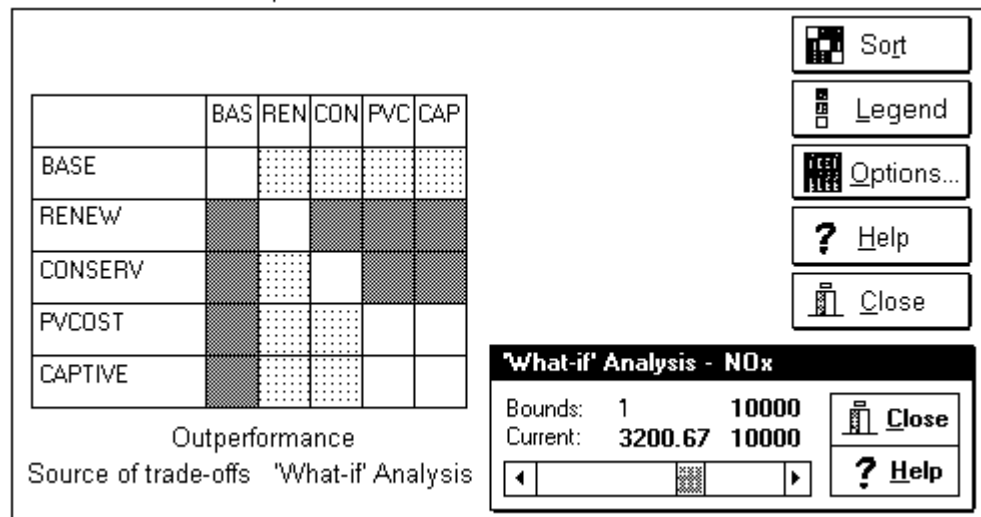 Sort
Legend
Options...
Help
Close
BAS REN CON PVC CAP
BASE
RENEW
CONSERV
PVCOST
CAPTIVE
Outperformance
Source of trade-offs 'What-if' Analysis
'What-if' Analysis - NOx
Bounds: 1 10000
Current: 3200.67 10000
Close
? Help